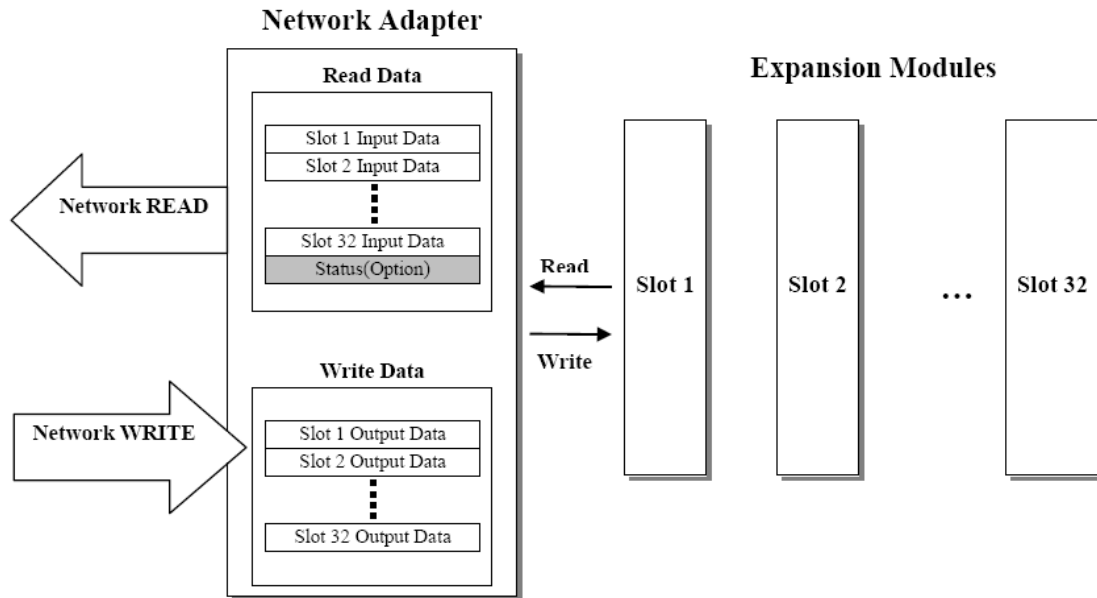 Network Adapter
Read Data
Slot 1 Input Data
Slot 2 Input Data
Slot 32 Input Data
Status(Option)
Network READ
Write Data
Slot 1 Output Data
Slot 2 Output Data
Slot 32 Output Data
Network WRITE
Read
Write
Expansion Modules
Slot 1
Slot 2
...
Slot 32